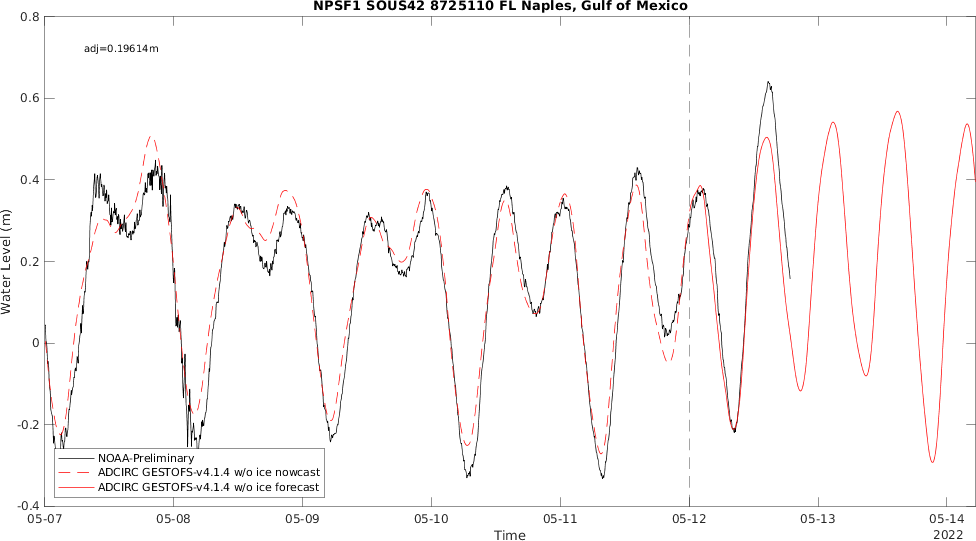 NPSF1 SOUS42 8725110 FL Naples, Gulf of Mexico
adj=0.19614m
0.8
0.6
0.4
0.2
0
-0.2
-0.4
Water Level (m)
NOAA-Preliminary
ADCIRC GESTOFS-v4.1.4 w/o ice nowcast
ADCIRC GESTOFS-v4.1.4 w/o ice forecast
05-07 05-08 05-09 05-10 05-11 05-12 05-13 05-14
Time
2022